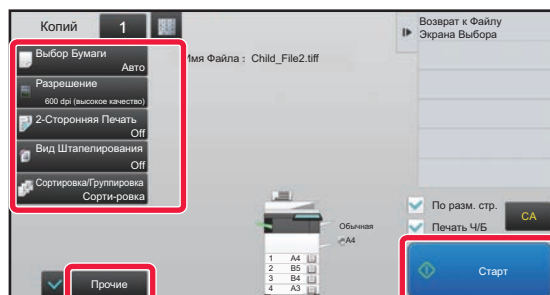 Копий 1
Выбор Бумаги
Авто
Разрешение
600 dpi (высокое качество)
2-Сторонняя Печать
Off
Вид Штапелирования
Off
Сортировка/Группировка
Сорти-ровка
Прочие
Имя Файла : Child_File2.tiff
Обычная
A4
1 A4
2 B5
3 B4
4 A3
Возврат к Файлу
Экрана Выбора
По разм. стр.
Печать Ч/Б
CA
Старт